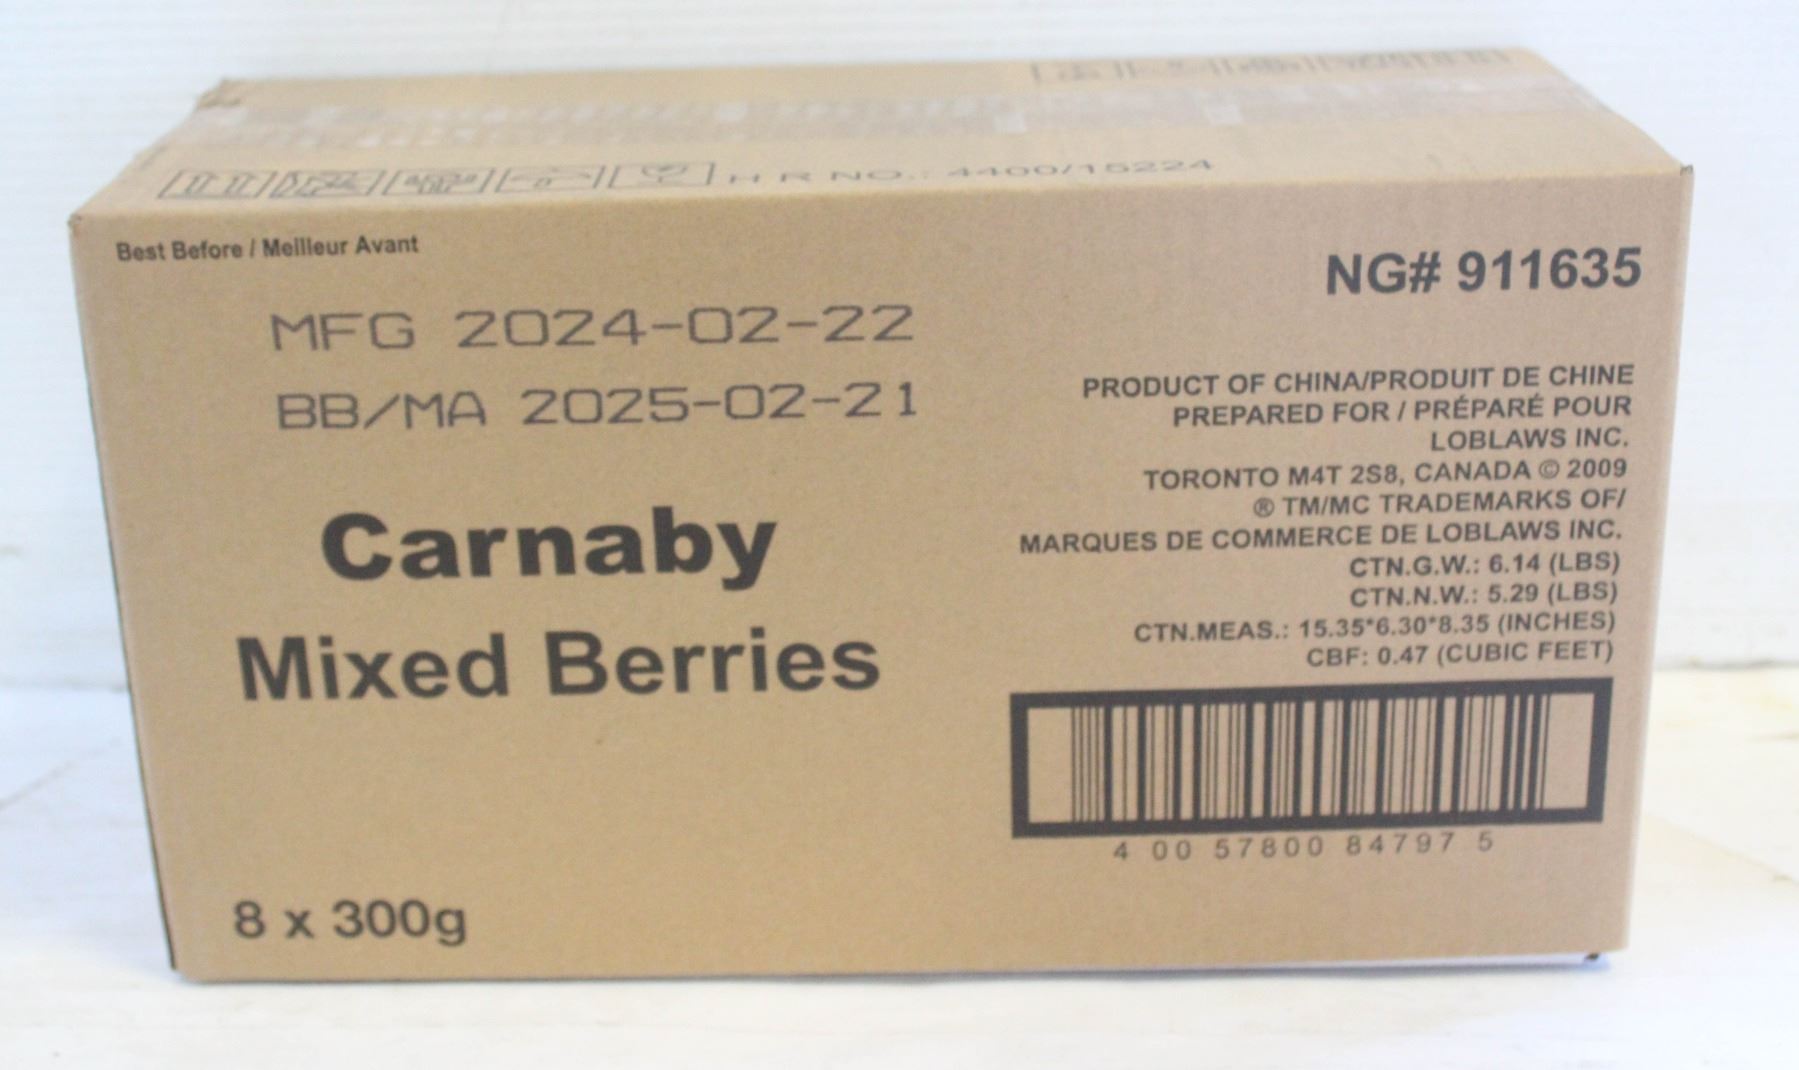 H R NO.: 4400/15224
Best Before / Meilleur Avant
MFG 2024-02-22
BB/MA 2025-02-21
Carnaby
Mixed Berries
8 x 300g
NG# 911635
PRODUCT OF CHINA/PRODUIT DE CHINE
PREPARED FOR / PRÉPARÉ POUR
LOBLAWS INC.
TORONTO M4T 2S8, CANADA © 2009
® TM/MC TRADEMARKS OF/
MARQUES DE COMMERCE DE LOBLAWS INC.
CTN.G.W.: 6.14 (LBS)
CTN.N.W.: 5.29 (LBS)
CTN.MEAS.: 15.35*6.30*8.35 (INCHES)
CBF: 0.47 (CUBIC FEET)
4 00 57800 84797 5